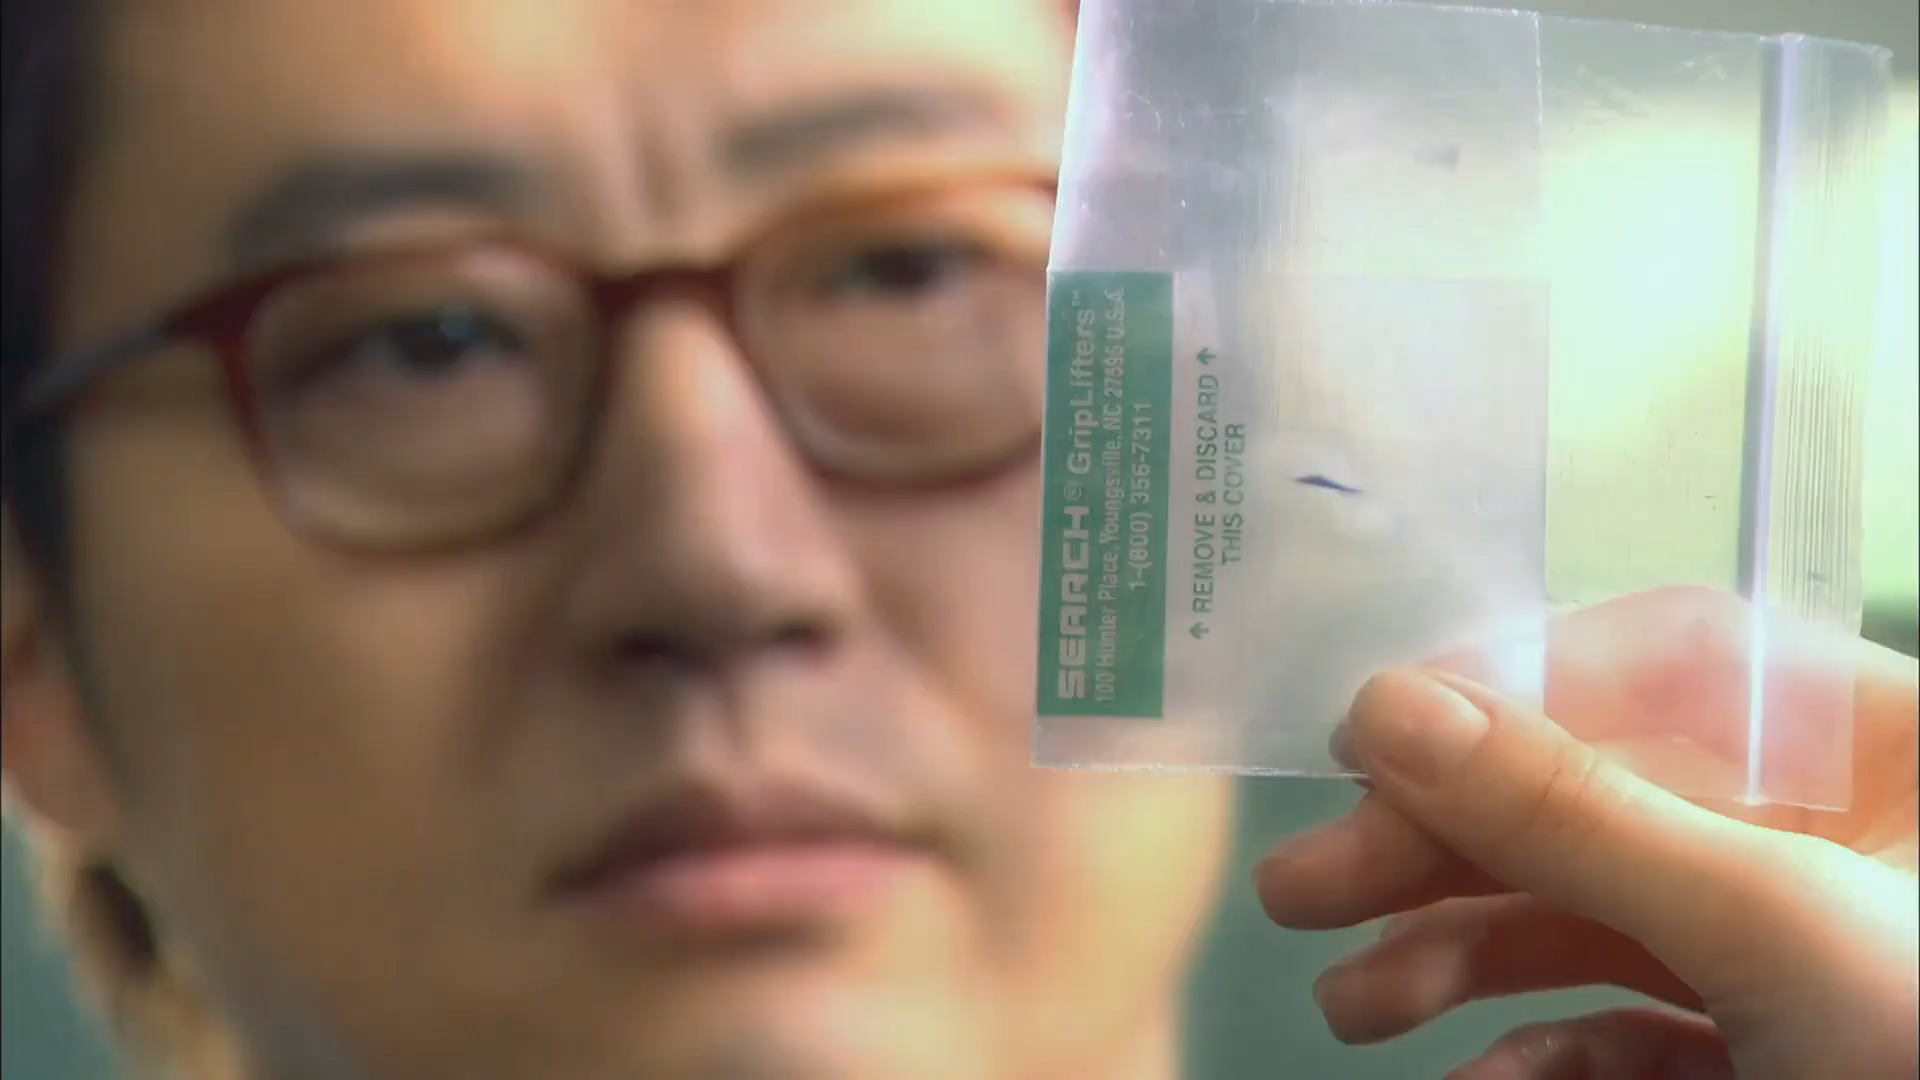 SEARCH® GripLifters™
100 Hunter Place, Youngsville, NC 27596 U.S.A.
1-(800) 356-7311
↑ REMOVE & DISCARD ↑
THIS COVER